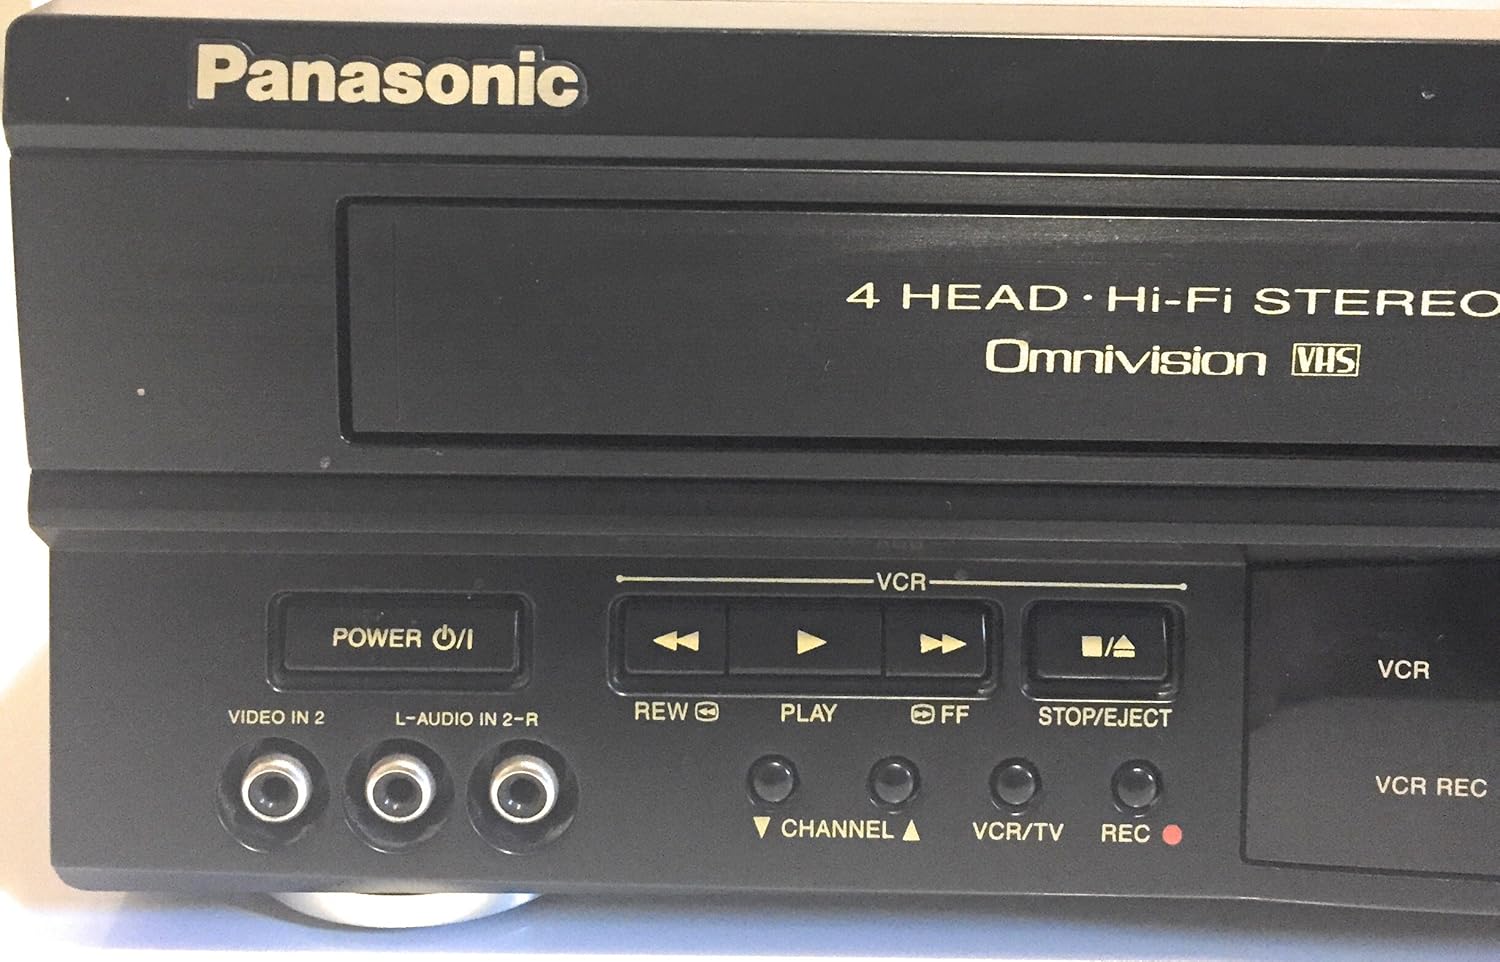 Panasonic
4 HEAD · Hi-Fi STEREO
Omnivision VHS
VCR
POWER ⏻/I
■/⏏
REW PLAY FF STOP/EJECT
VIDEO IN 2 L-AUDIO IN 2-R
VCR
VCR REC
▼ CHANNEL ▲ VCR/TV REC ●